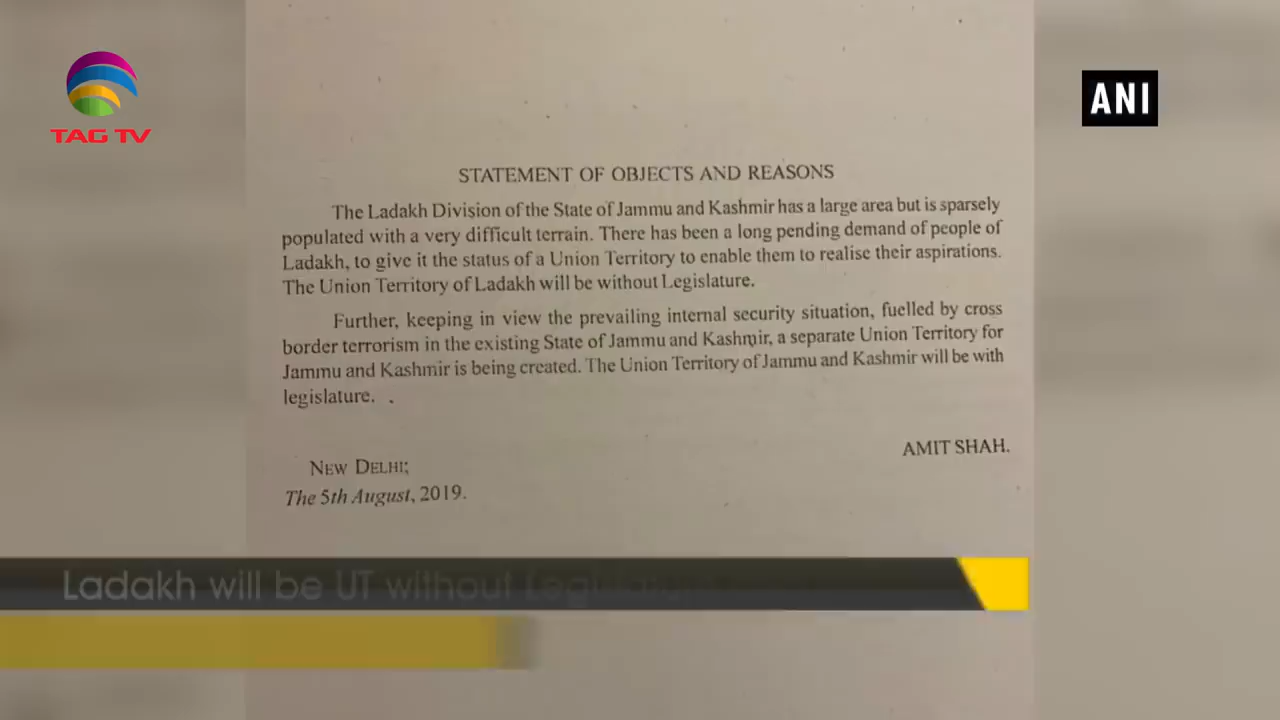 TAG TV
ANI
STATEMENT OF OBJECTS AND REASONS
The Ladakh Division of the State of Jammu and Kashmir has a large area but is sparsely
populated with a very difficult terrain. There has been a long pending demand of people of
Ladakh, to give it the status of a Union Territory to enable them to realise their aspirations.
The Union Territory of Ladakh will be without Legislature.
Further, keeping in view the prevailing internal security situation, fuelled by cross
border terrorism in the existing State of Jammu and Kashmir, a separate Union Territory for
Jammu and Kashmir is being created. The Union Territory of Jammu and Kashmir will be with
legislature. .
AMIT SHAH.
NEW DELHI;
The 5th August, 2019.
Ladakh will be UT without